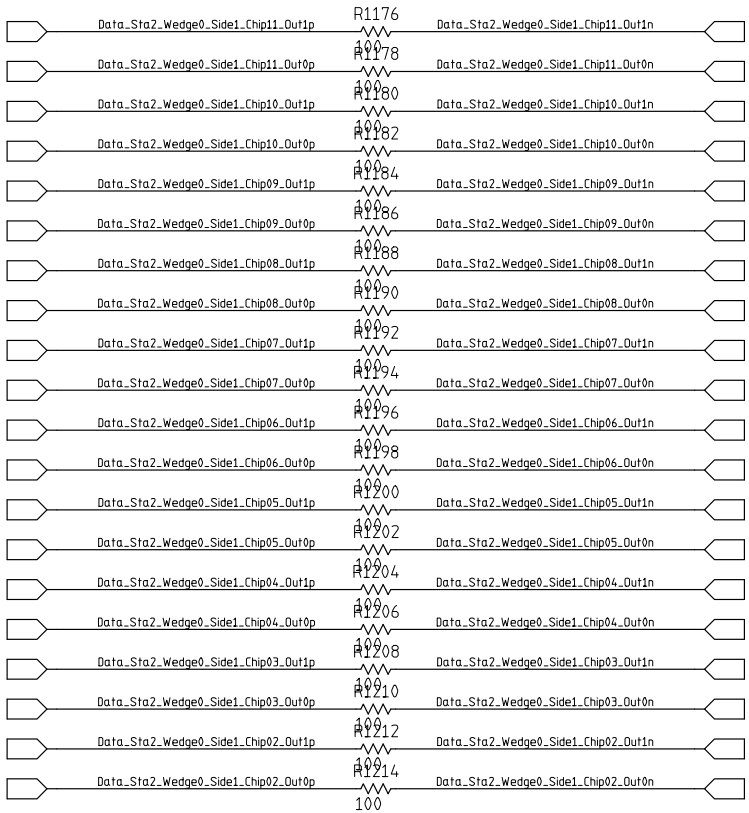 R1176
Data_Sta2_Wedge0_Side1_Chip11_Out1p Data_Sta2_Wedge0_Side1_Chip11_Out1n
100
R1178
Data_Sta2_Wedge0_Side1_Chip11_Out0p Data_Sta2_Wedge0_Side1_Chip11_Out0n
100
R1180
Data_Sta2_Wedge0_Side1_Chip10_Out1p Data_Sta2_Wedge0_Side1_Chip10_Out1n
100
R1182
Data_Sta2_Wedge0_Side1_Chip10_Out0p Data_Sta2_Wedge0_Side1_Chip10_Out0n
100
R1184
Data_Sta2_Wedge0_Side1_Chip09_Out1p Data_Sta2_Wedge0_Side1_Chip09_Out1n
100
R1186
Data_Sta2_Wedge0_Side1_Chip09_Out0p Data_Sta2_Wedge0_Side1_Chip09_Out0n
100
R1188
Data_Sta2_Wedge0_Side1_Chip08_Out1p Data_Sta2_Wedge0_Side1_Chip08_Out1n
100
R1190
Data_Sta2_Wedge0_Side1_Chip08_Out0p Data_Sta2_Wedge0_Side1_Chip08_Out0n
100
R1192
Data_Sta2_Wedge0_Side1_Chip07_Out1p Data_Sta2_Wedge0_Side1_Chip07_Out1n
100
R1194
Data_Sta2_Wedge0_Side1_Chip07_Out0p Data_Sta2_Wedge0_Side1_Chip07_Out0n
100
R1196
Data_Sta2_Wedge0_Side1_Chip06_Out1p Data_Sta2_Wedge0_Side1_Chip06_Out1n
100
R1198
Data_Sta2_Wedge0_Side1_Chip06_Out0p Data_Sta2_Wedge0_Side1_Chip06_Out0n
100
R1200
Data_Sta2_Wedge0_Side1_Chip05_Out1p Data_Sta2_Wedge0_Side1_Chip05_Out1n
100
R1202
Data_Sta2_Wedge0_Side1_Chip05_Out0p Data_Sta2_Wedge0_Side1_Chip05_Out0n
100
R1204
Data_Sta2_Wedge0_Side1_Chip04_Out1p Data_Sta2_Wedge0_Side1_Chip04_Out1n
100
R1206
Data_Sta2_Wedge0_Side1_Chip04_Out0p Data_Sta2_Wedge0_Side1_Chip04_Out0n
100
R1208
Data_Sta2_Wedge0_Side1_Chip03_Out1p Data_Sta2_Wedge0_Side1_Chip03_Out1n
100
R1210
Data_Sta2_Wedge0_Side1_Chip03_Out0p Data_Sta2_Wedge0_Side1_Chip03_Out0n
100
R1212
Data_Sta2_Wedge0_Side1_Chip02_Out1p Data_Sta2_Wedge0_Side1_Chip02_Out1n
100
R1214
Data_Sta2_Wedge0_Side1_Chip02_Out0p Data_Sta2_Wedge0_Side1_Chip02_Out0n
100